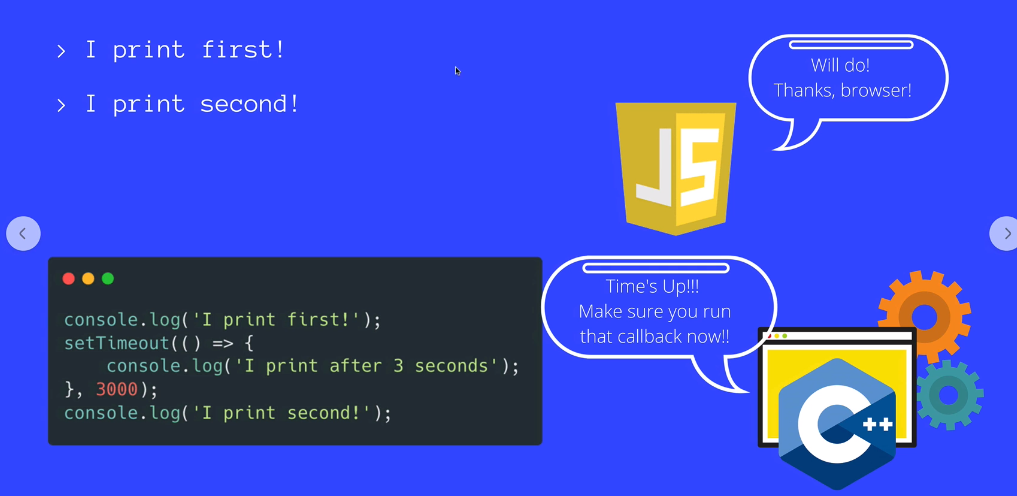 > I print first!
> I print second!
Will do!
Thanks, browser!
JS
Time's Up!!!
Make sure you run
that callback now!!
console.log('I print first!');
setTimeout(() => {
    console.log('I print after 3 seconds');
}, 3000);
console.log('I print second!');
C++